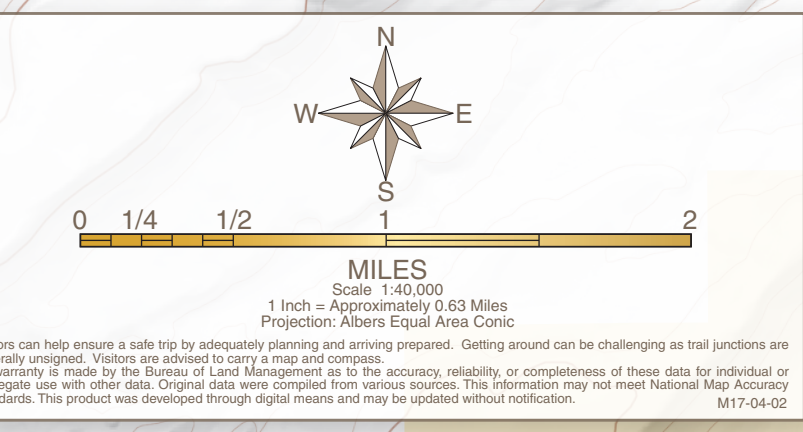 N
W E
S
0 1/4 1/2 1 2
MILES
Scale 1:40,000
1 Inch = Approximately 0.63 Miles
Projection: Albers Equal Area Conic
can help ensure a safe trip by adequately planning and arriving prepared. Getting around can be challenging as trail junctions are
unsigned. Visitors are advised to carry a map and compass.
warranty is made by the Bureau of Land Management as to the accuracy, reliability, or completeness of these data for individual or
use with other data. Original data were compiled from various sources. This information may not meet National Map Accuracy
This product was developed through digital means and may be updated without notification.
M17-04-02